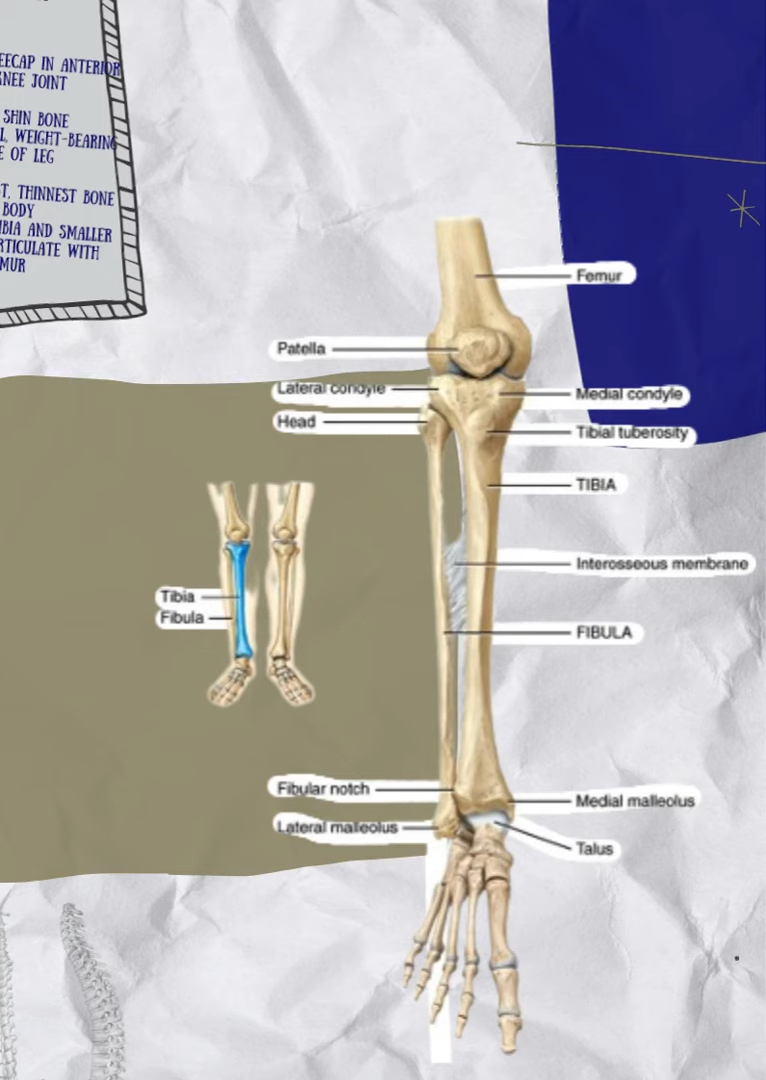 EECAP IN ANTERIOR
KNEE JOINT
SHIN BONE
L, WEIGHT-BEARING
E OF LEG
ST, THINNEST BONE
BODY
IBIA AND SMALLER
RTICULATE WITH
MUR
Femur
Patella
Lateral condyle
Medial condyle
Head
Tibial tuberosity
TIBIA
Interosseous membrane
Tibia
Fibula
FIBULA
Fibular notch
Medial malleolus
Lateral malleolus
Talus